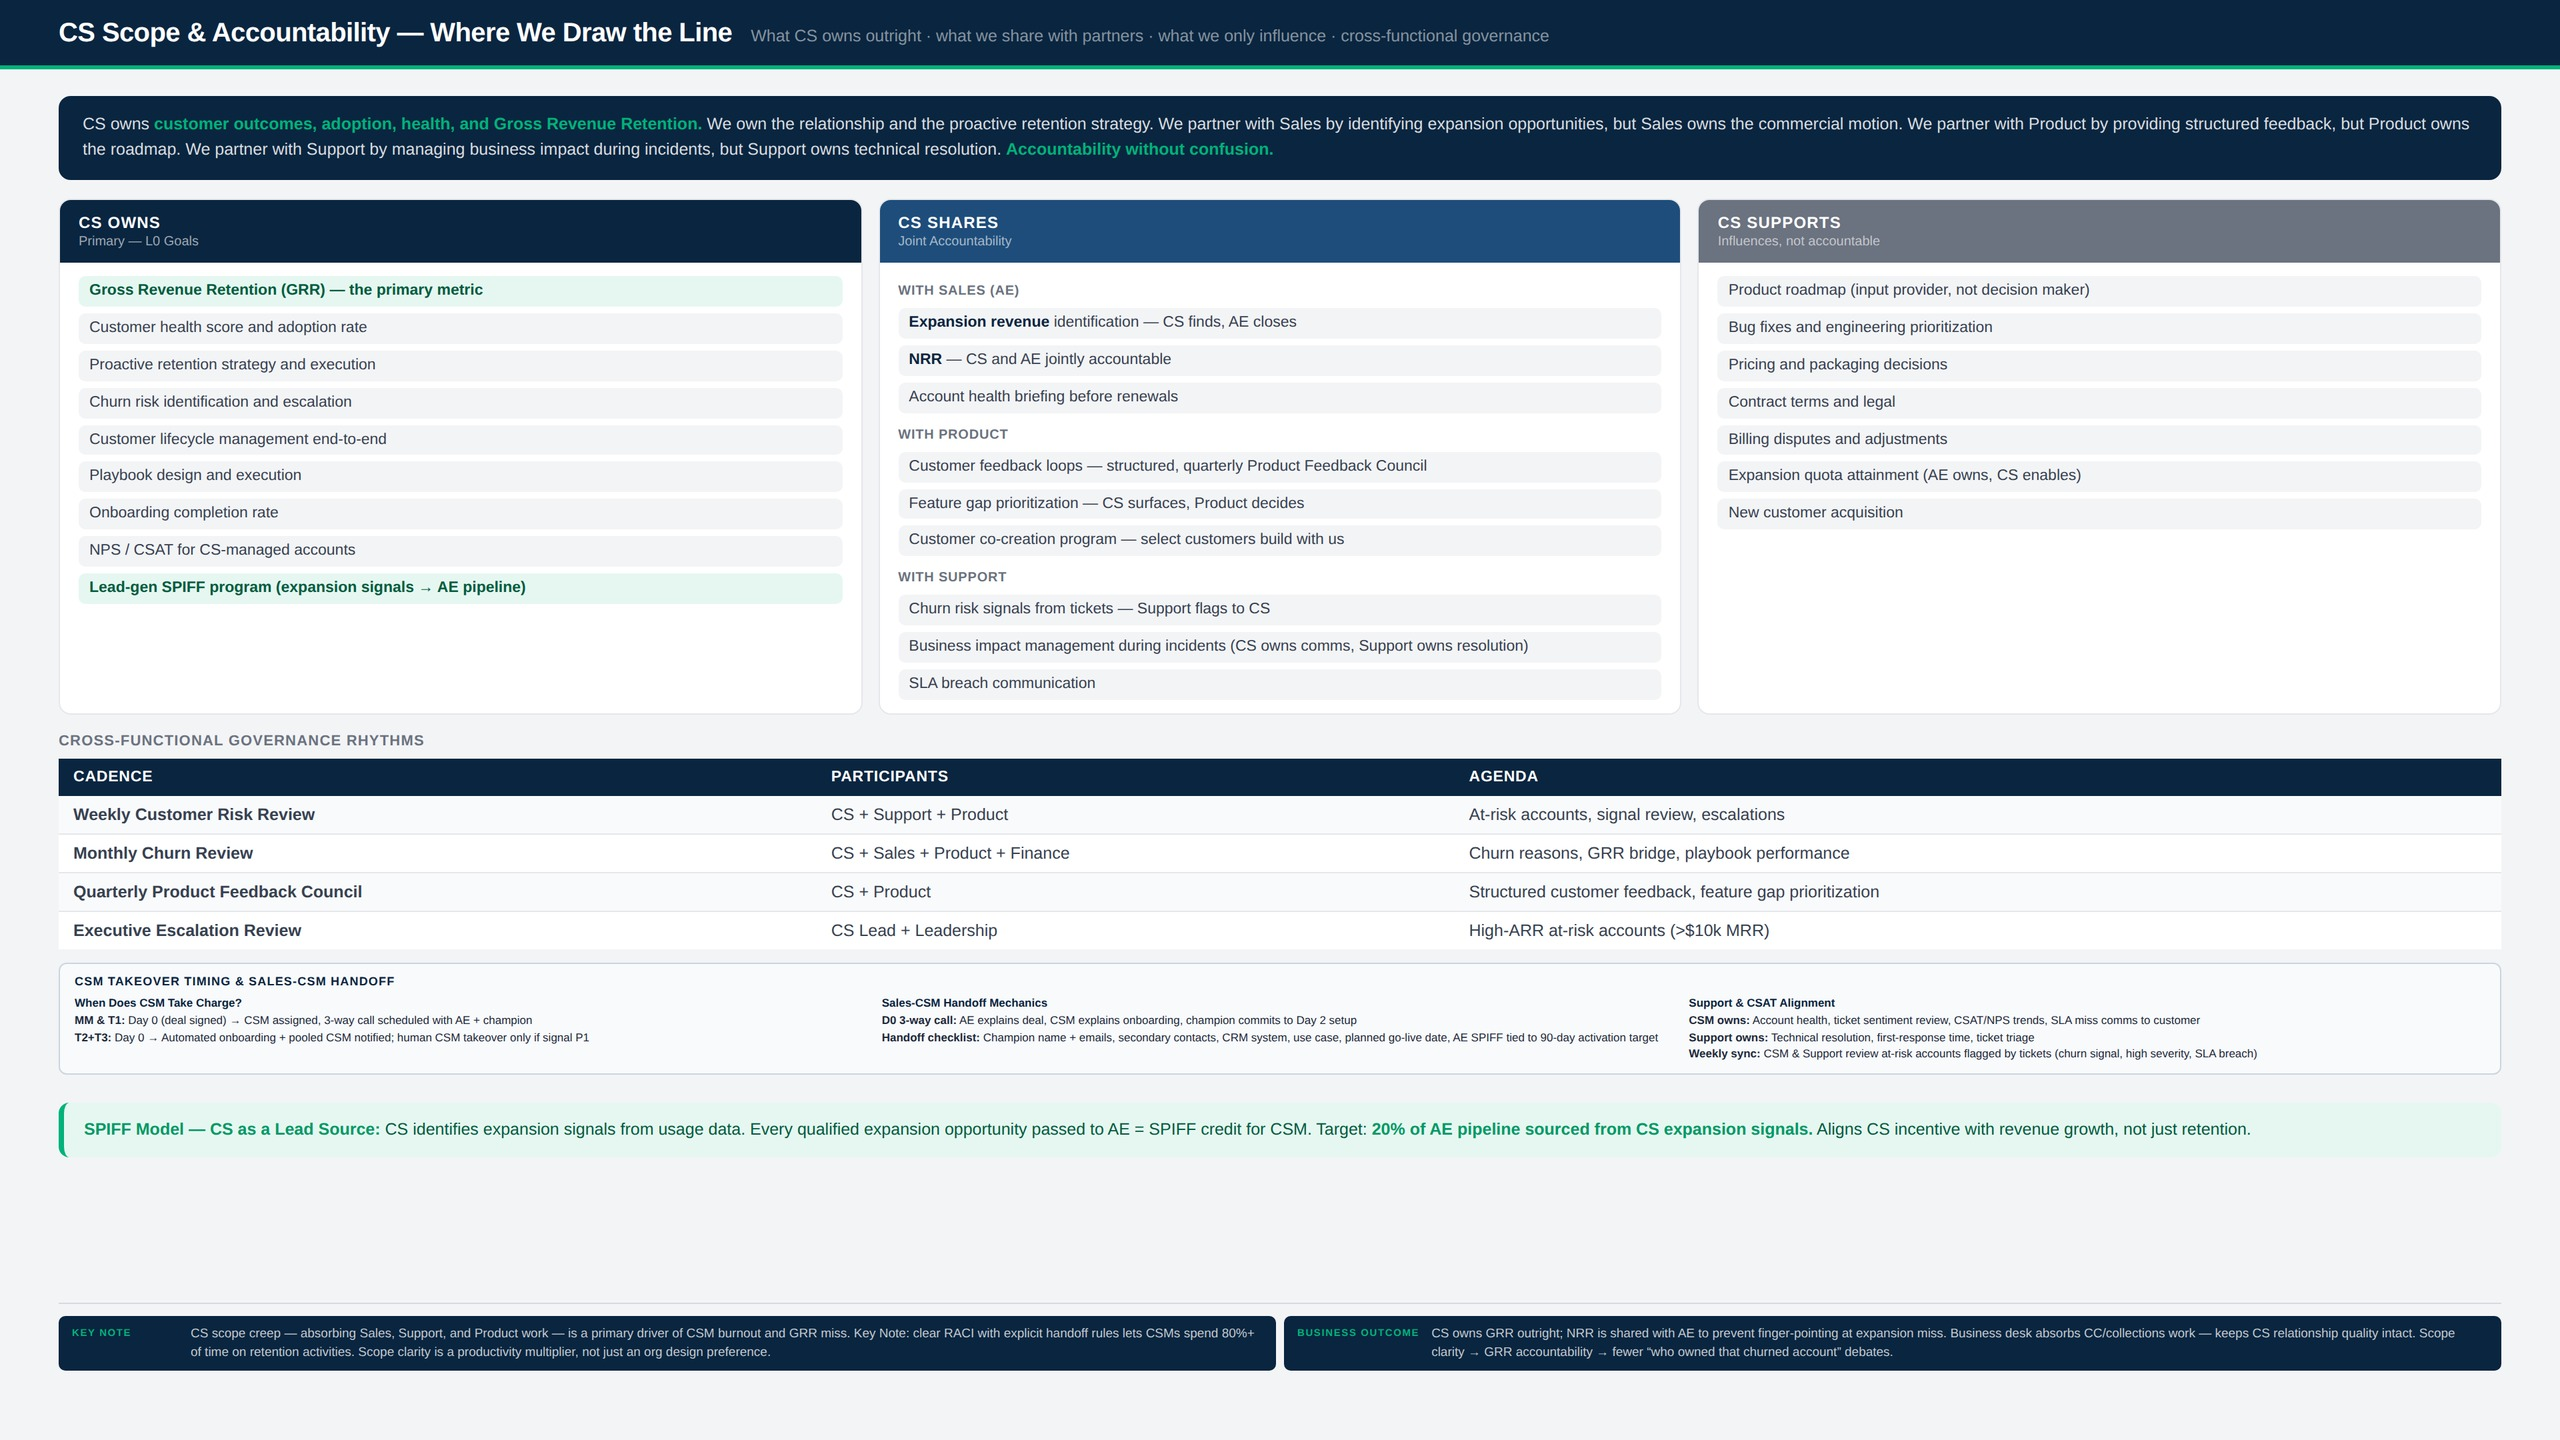 CS Scope & Accountability — Where We Draw the Line
What CS owns outright · what we share with partners · what we only influence · cross-functional governance
CS owns customer outcomes, adoption, health, and Gross Revenue Retention. We own the relationship and the proactive retention strategy. We partner with Sales by identifying expansion opportunities, but Sales owns the commercial motion. We partner with Product by providing structured feedback, but Product owns
the roadmap. We partner with Support by managing business impact during incidents, but Support owns technical resolution. Accountability without confusion.
CS OWNS
Primary — L0 Goals
Gross Revenue Retention (GRR) — the primary metric
Customer health score and adoption rate
Proactive retention strategy and execution
Churn risk identification and escalation
Customer lifecycle management end-to-end
Playbook design and execution
Onboarding completion rate
NPS / CSAT for CS-managed accounts
Lead-gen SPIFF program (expansion signals → AE pipeline)
CS SHARES
Joint Accountability
WITH SALES (AE)
Expansion revenue identification — CS finds, AE closes
NRR — CS and AE jointly accountable
Account health briefing before renewals
WITH PRODUCT
Customer feedback loops — structured, quarterly Product Feedback Council
Feature gap prioritization — CS surfaces, Product decides
Customer co-creation program — select customers build with us
WITH SUPPORT
Churn risk signals from tickets — Support flags to CS
Business impact management during incidents (CS owns comms, Support owns resolution)
SLA breach communication
CS SUPPORTS
Influences, not accountable
Product roadmap (input provider, not decision maker)
Bug fixes and engineering prioritization
Pricing and packaging decisions
Contract terms and legal
Billing disputes and adjustments
Expansion quota attainment (AE owns, CS enables)
New customer acquisition
CROSS-FUNCTIONAL GOVERNANCE RHYTHMS
CADENCE PARTICIPANTS AGENDA
Weekly Customer Risk Review CS + Support + Product At-risk accounts, signal review, escalations
Monthly Churn Review CS + Sales + Product + Finance Churn reasons, GRR bridge, playbook performance
Quarterly Product Feedback Council CS + Product Structured customer feedback, feature gap prioritization
Executive Escalation Review CS Lead + Leadership High-ARR at-risk accounts (>$10k MRR)
CSM TAKEOVER TIMING & SALES-CSM HANDOFF
When Does CSM Take Charge?
MM & T1: Day 0 (deal signed) → CSM assigned, 3-way call scheduled with AE + champion
T2+T3: Day 0 → Automated onboarding + pooled CSM notified; human CSM takeover only if signal P1
Sales-CSM Handoff Mechanics
D0 3-way call: AE explains deal, CSM explains onboarding, champion commits to Day 2 setup
Handoff checklist: Champion name + emails, secondary contacts, CRM system, use case, planned go-live date, AE SPIFF tied to 90-day activation target
Support & CSAT Alignment
CSM owns: Account health, ticket sentiment review, CSAT/NPS trends, SLA miss comms to customer
Support owns: Technical resolution, first-response time, ticket triage
Weekly sync: CSM & Support review at-risk accounts flagged by tickets (churn signal, high severity, SLA breach)
SPIFF Model — CS as a Lead Source: CS identifies expansion signals from usage data. Every qualified expansion opportunity passed to AE = SPIFF credit for CSM. Target: 20% of AE pipeline sourced from CS expansion signals. Aligns CS incentive with revenue growth, not just retention.
KEY NOTE
CS scope creep — absorbing Sales, Support, and Product work — is a primary driver of CSM burnout and GRR miss. Key Note: clear RACI with explicit handoff rules lets CSMs spend 80%+
of time on retention activities. Scope clarity is a productivity multiplier, not just an org design preference.
BUSINESS OUTCOME
CS owns GRR outright; NRR is shared with AE to prevent finger-pointing at expansion miss. Business desk absorbs CC/collections work — keeps CS relationship quality intact. Scope
clarity → GRR accountability → fewer “who owned that churned account” debates.